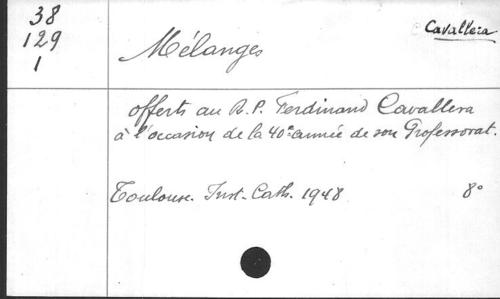 38
129
1
Cavallera
Mélanges
offerts au R.P. Ferdinand Cavallera
à l'occasion de la 40e année de son Professorat.
Toulouse. Inst. Cath. 1948 8°